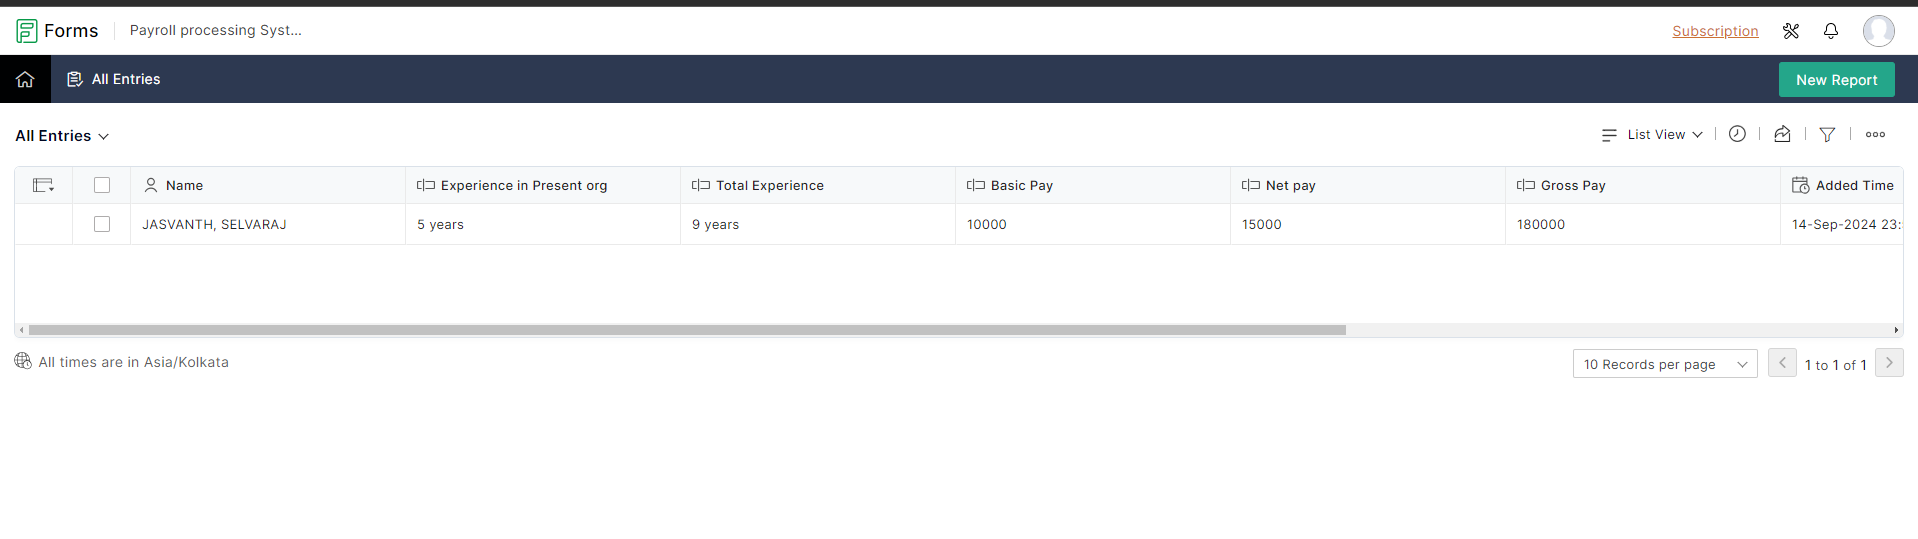 Forms
Payroll processing Syst...
Subscription
All Entries
New Report
All Entries
List View
Name
Experience in Present org
Total Experience
Basic Pay
Net pay
Gross Pay
Added Time
JASVANTH, SELVARAJ
5 years
9 years
10000
15000
180000
14-Sep-2024 23:
All times are in Asia/Kolkata
10 Records per page
1 to 1 of 1